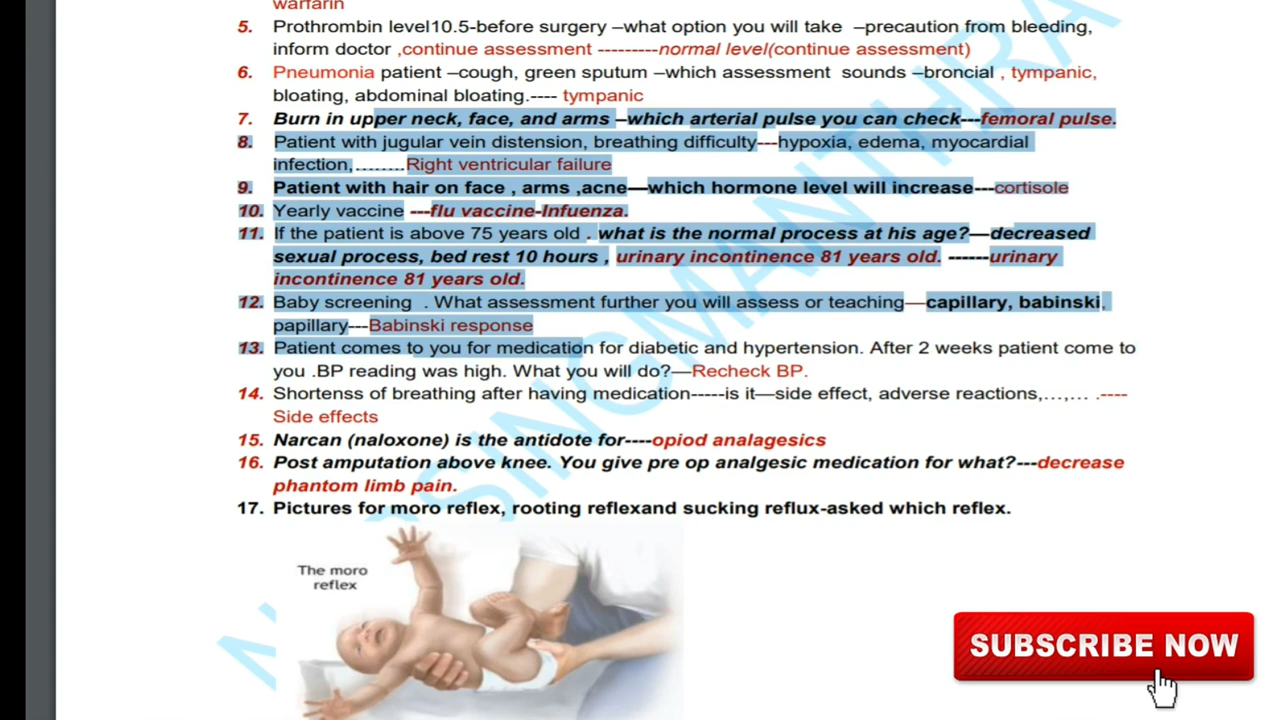 warfarin
5. Prothrombin level10.5-before surgery –what option you will take –precaution from bleeding,
inform doctor ,continue assessment ---------normal level(continue assessment)
6. Pneumonia patient –cough, green sputum –which assessment sounds –broncial , tympanic,
bloating, abdominal bloating.---- tympanic
7. Burn in upper neck, face, and arms –which arterial pulse you can check---femoral pulse.
8. Patient with jugular vein distension, breathing difficulty---hypoxia, edema, myocardial
infection,........Right ventricular failure
9. Patient with hair on face , arms ,acne—which hormone level will increase---cortisole
10. Yearly vaccine ---flu vaccine-Infuenza.
11. If the patient is above 75 years old . what is the normal process at his age?—decreased
sexual process, bed rest 10 hours , urinary incontinence 81 years old. ------urinary
incontinence 81 years old.
12. Baby screening . What assessment further you will assess or teaching—capillary, babinski,
papillary---Babinski response
13. Patient comes to you for medication for diabetic and hypertension. After 2 weeks patient come to
you .BP reading was high. What you will do?—Recheck BP.
14. Shortenss of breathing after having medication-----is it—side effect, adverse reactions,…,… .----
Side effects
15. Narcan (naloxone) is the antidote for----opiod analagesics
16. Post amputation above knee. You give pre op analgesic medication for what?---decrease
phantom limb pain.
17. Pictures for moro reflex, rooting reflexand sucking reflux-asked which reflex.
The moro
reflex
SUBSCRIBE NOW